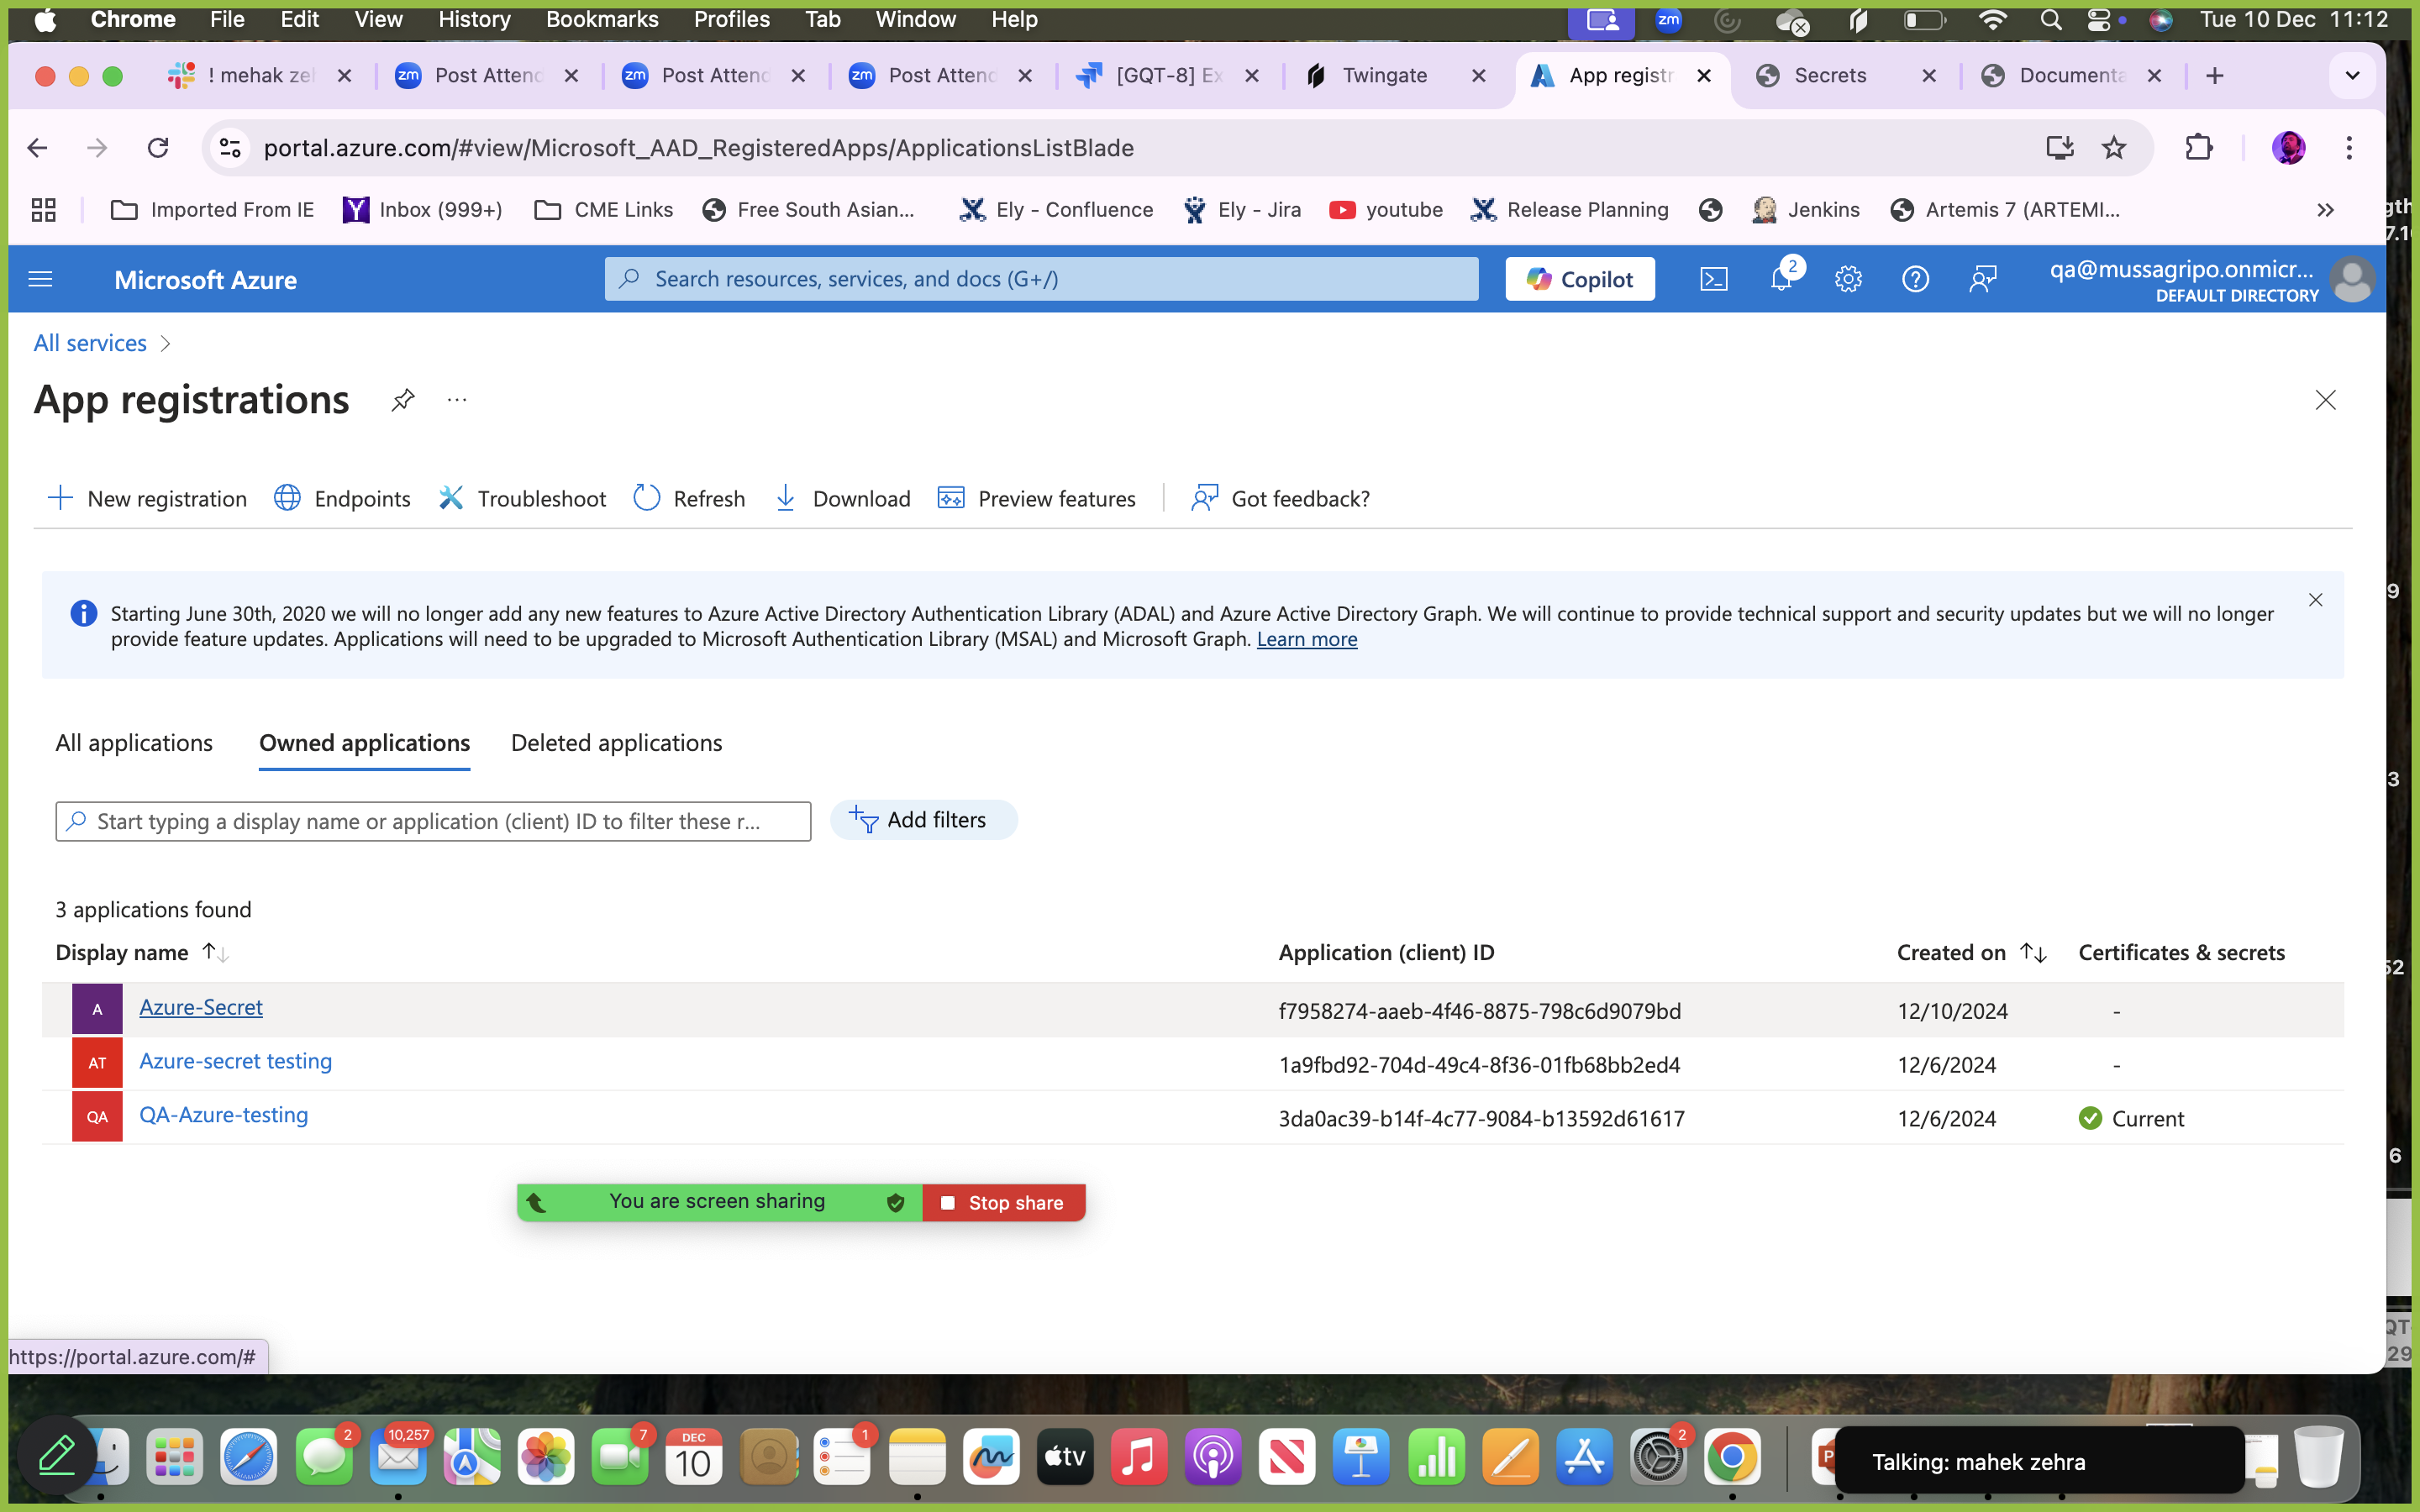 Chrome File Edit View History Bookmarks Profiles Tab Window Help zm Tue 10 Dec 11:12
! mehak zel zm Post Attend zm Post Attend zm Post Attend [GQT-8] Ex Twingate App registr Secrets Documenta
portal.azure.com/#view/Microsoft_AAD_RegisteredApps/ApplicationsListBlade
Imported From IE Inbox (999+) CME Links Free South Asian... Ely - Confluence Ely - Jira youtube Release Planning Jenkins Artemis 7 (ARTEMI...
Microsoft Azure Search resources, services, and docs (G+/) Copilot 2 qa@mussagripo.onmicr...
DEFAULT DIRECTORY
All services
App registrations
New registration Endpoints Troubleshoot Refresh Download Preview features Got feedback?
Starting June 30th, 2020 we will no longer add any new features to Azure Active Directory Authentication Library (ADAL) and Azure Active Directory Graph. We will continue to provide technical support and security updates but we will no longer
provide feature updates. Applications will need to be upgraded to Microsoft Authentication Library (MSAL) and Microsoft Graph. Learn more
All applications Owned applications Deleted applications
Start typing a display name or application (client) ID to filter these r... Add filters
3 applications found
Display name Application (client) ID Created on Certificates & secrets
A Azure-Secret f7958274-aaeb-4f46-8875-798c6d9079bd 12/10/2024 -
AT Azure-secret testing 1a9fbd92-704d-49c4-8f36-01fb68bb2ed4 12/6/2024 -
QA QA-Azure-testing 3da0ac39-b14f-4c77-9084-b13592d61617 12/6/2024 Current
You are screen sharing Stop share
https://portal.azure.com/#
2 10,257 7 DEC 10 1 tv 2
Talking: mahek zehra